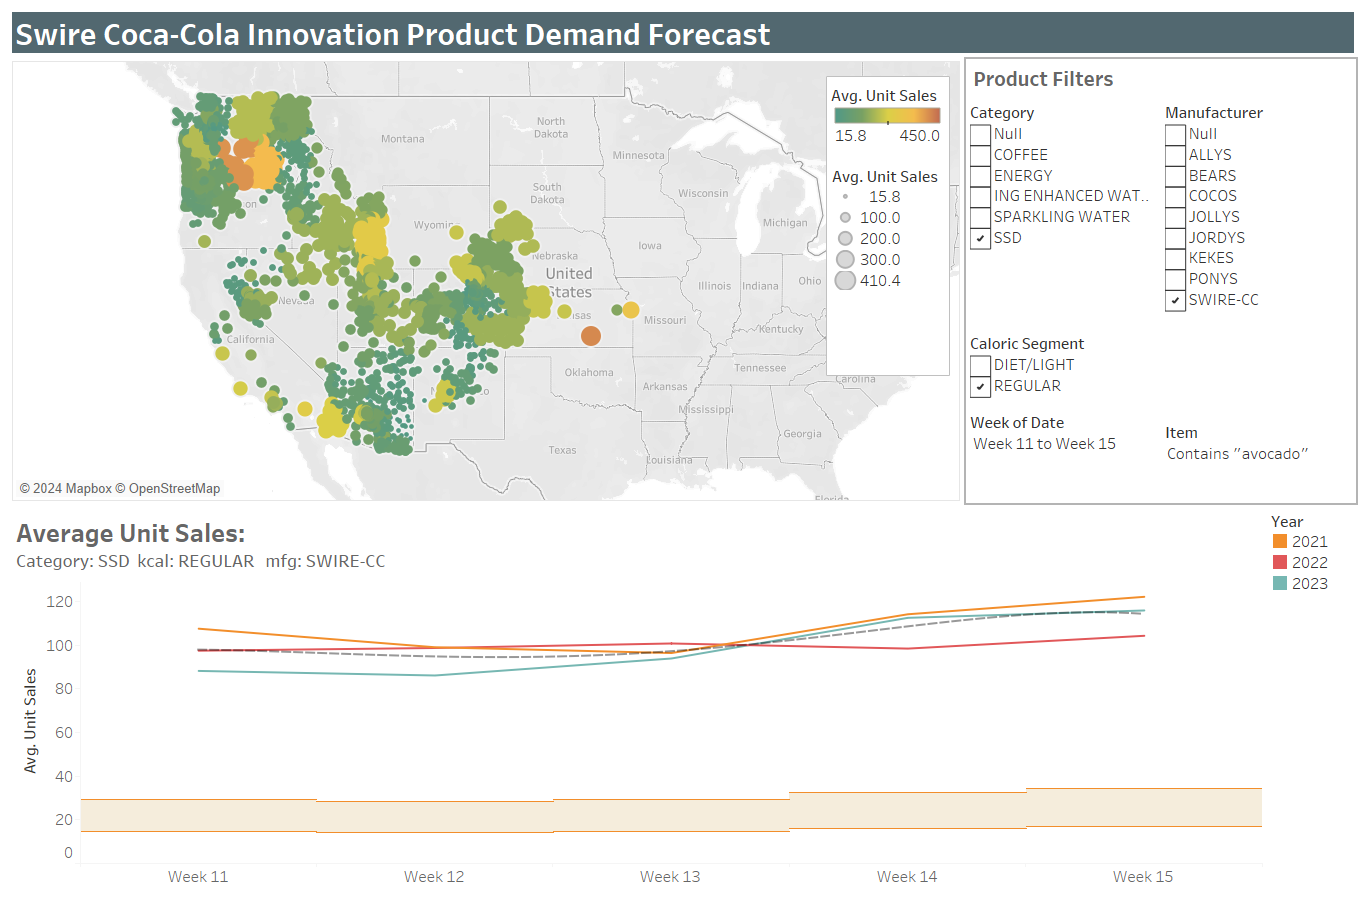 Swire Coca-Cola Innovation Product Demand Forecast
Montana
North
Dakota
Minnesota
South
Dakota
Wisconsin
Michigan
Wyoming
Iowa
Nebraska
United
States
Illinois
Indiana
Ohio
Nevada
Missouri
California
Kentucky
Oklahoma
Tennessee
Arkansas
Carolina
Mississippi
Georgia
Texas
Louisiana
Florida
© 2024 Mapbox © OpenStreetMap
Avg. Unit Sales
15.8 450.0
Avg. Unit Sales
15.8
100.0
200.0
300.0
410.4
Product Filters
Category
Null
COFFEE
ENERGY
ING ENHANCED WAT..
SPARKLING WATER
SSD
Manufacturer
Null
ALLYS
BEARS
COCOS
JOLLYS
JORDYS
KEKES
PONYS
SWIRE-CC
Caloric Segment
DIET/LIGHT
REGULAR
Week of Date
Week 11 to Week 15
Item
Contains "avocado"
Average Unit Sales:
Category: SSD kcal: REGULAR mfg: SWIRE-CC
Year
2021
2022
2023
Avg. Unit Sales
120
100
80
60
40
20
0
Week 11 Week 12 Week 13 Week 14 Week 15